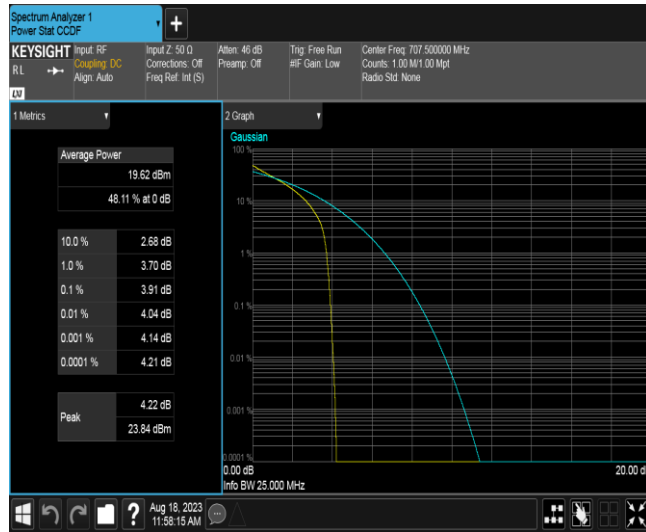 Spectrum Analyzer 1
Power Stat CCDF
+
KEYSIGHT
RL
LXI
Input: RF
Coupling: DC
Align: Auto
Input Z: 50 Ω
Corrections: Off
Freq Ref: Int (S)
Atten: 46 dB
Preamp: Off
Trig: Free Run
#IF Gain: Low
Center Freq: 707.500000 MHz
Counts: 1.00 M/1.00 Mpt
Radio Std: None
1 Metrics
Average Power
19.62 dBm
48.11 % at 0 dB
10.0 % 2.68 dB
1.0 % 3.70 dB
0.1 % 3.91 dB
0.01 % 4.04 dB
0.001 % 4.14 dB
0.0001 % 4.21 dB
Peak
4.22 dB
23.84 dBm
2 Graph
Gaussian
100 %
10 %
1 %
0.1 %
0.01 %
0.001 %
0.0001 %
0.00 dB
20.00 d
Info BW 25.000 MHz
?
Aug 18, 2023
11:58:15 AM